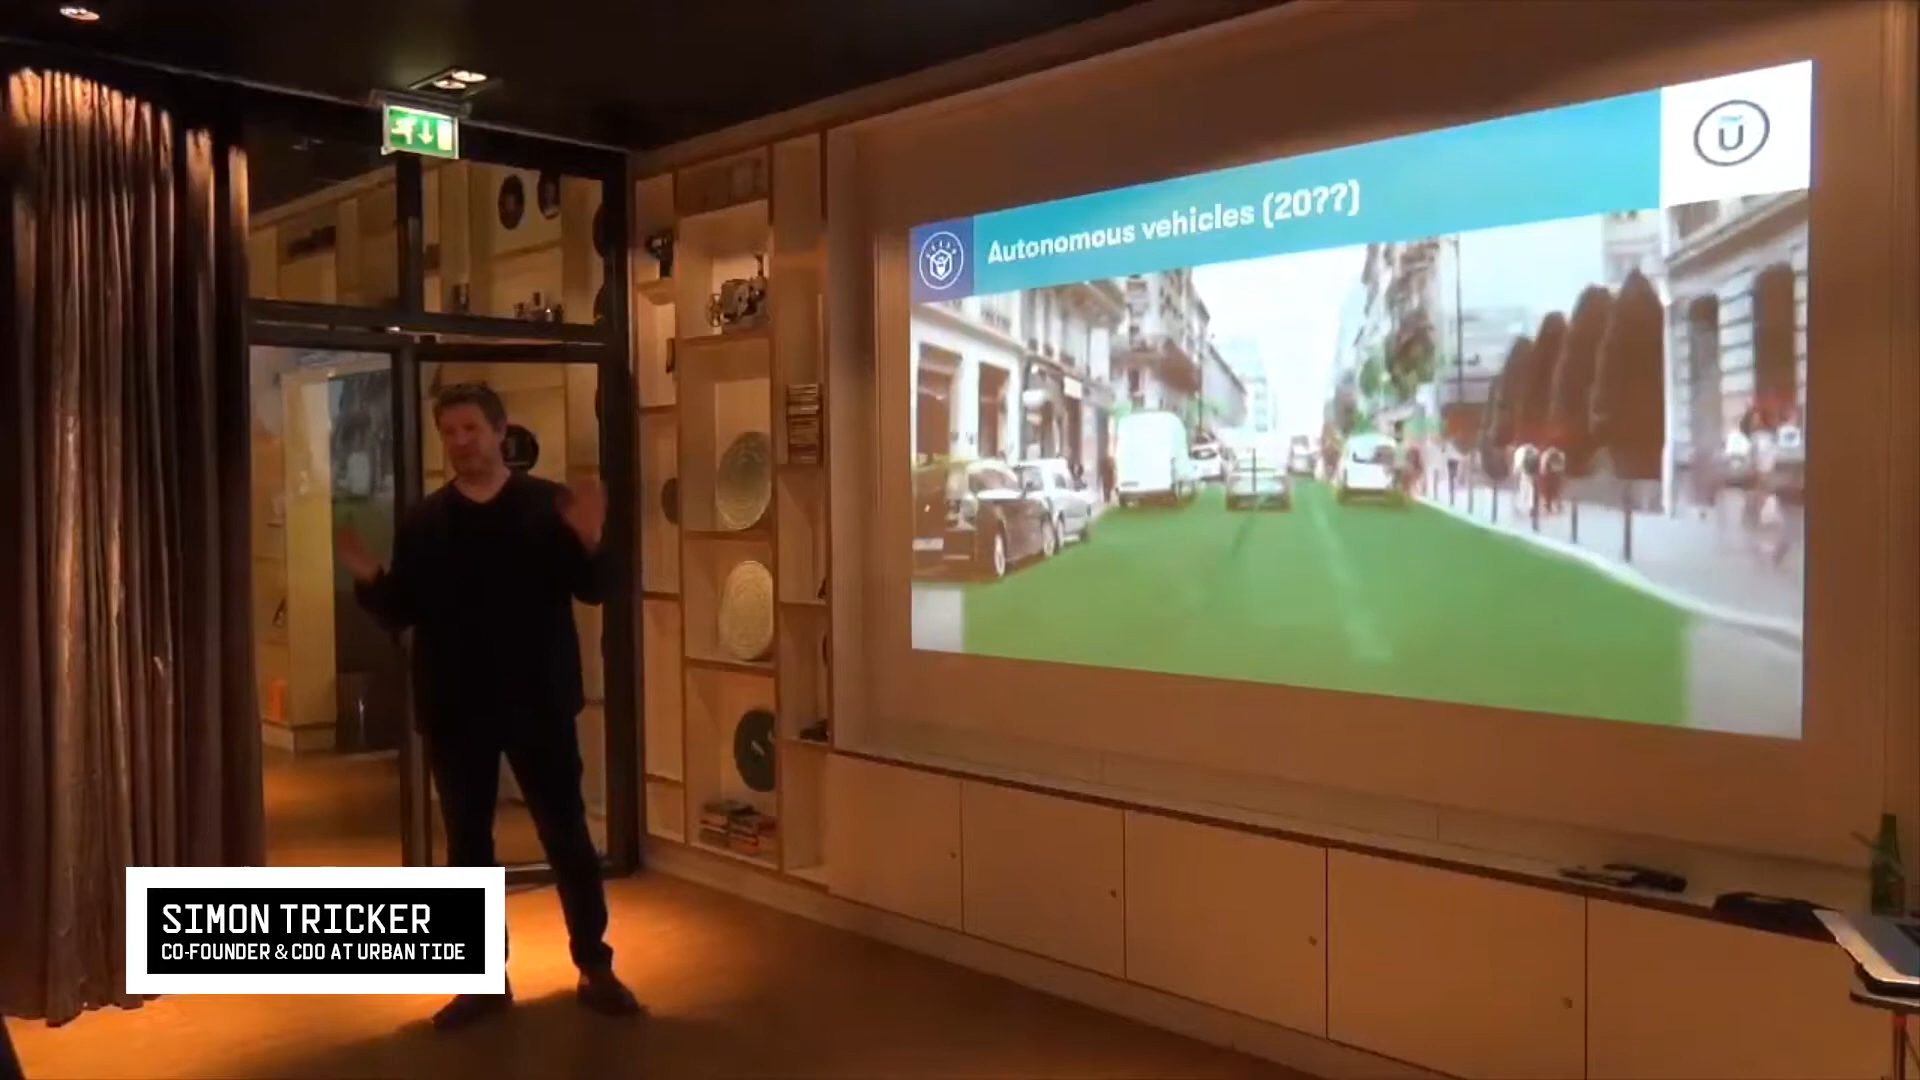 Autonomous vehicles (20??)
U
SIMON TRICKER
CO-FOUNDER & CDO AT URBAN TIDE